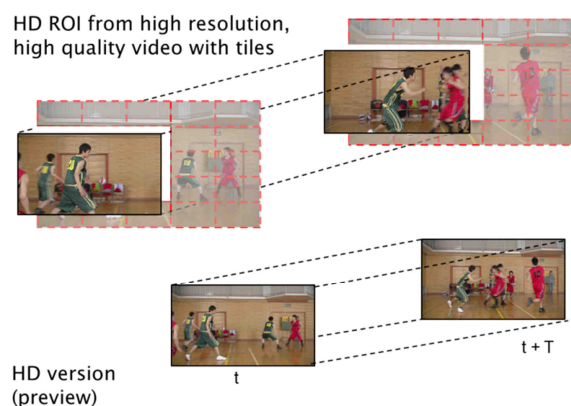 HD ROI from high resolution,
high quality video with tiles
t
t + T
HD version
(preview)